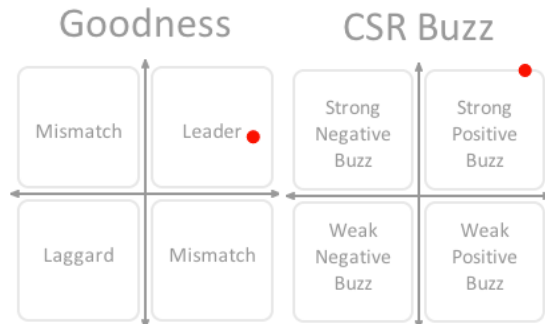 Goodness
Mismatch
Leader
Laggard
Mismatch
CSR Buzz
Strong
Negative
Buzz
Strong
Positive
Buzz
Weak
Negative
Buzz
Weak
Positive
Buzz